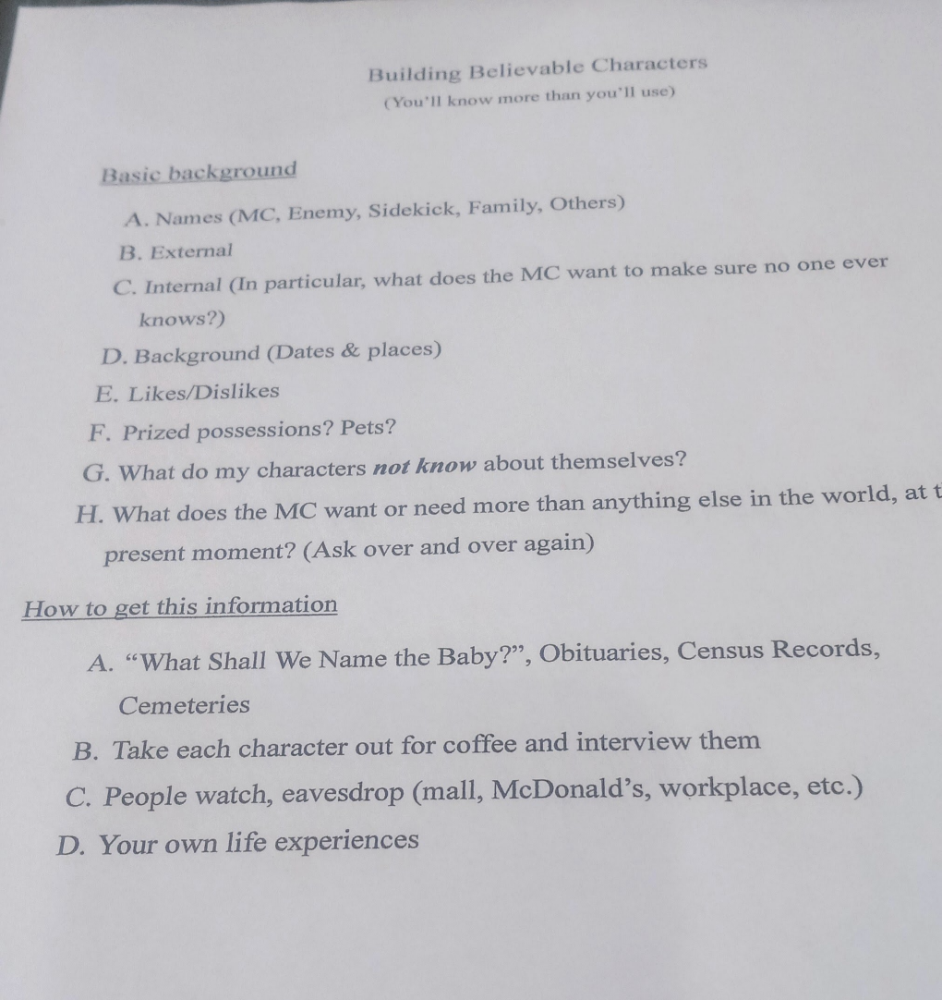 Building Believable Characters
(You'll know more than you'll use)
Basic background
A. Names (MC, Enemy, Sidekick, Family, Others)
B. External
C. Internal (In particular, what does the MC want to make sure no one ever
knows?)
D. Background (Dates & places)
E. Likes/Dislikes
F. Prized possessions? Pets?
G. What do my characters not know about themselves?
H. What does the MC want or need more than anything else in the world, at
present moment? (Ask over and over again)
How to get this information
A. “What Shall We Name the Baby?”, Obituaries, Census Records,
Cemeteries
B. Take each character out for coffee and interview them
C. People watch, eavesdrop (mall, McDonald’s, workplace, etc.)
D. Your own life experiences